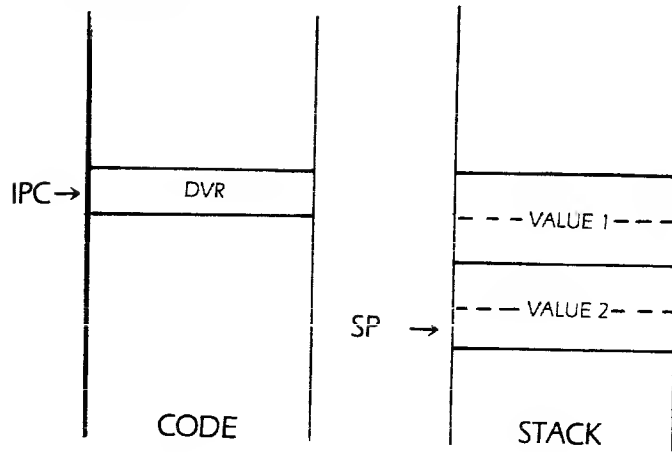 IPC→
DVR
VALUE 1
VALUE 2
SP →
CODE
STACK